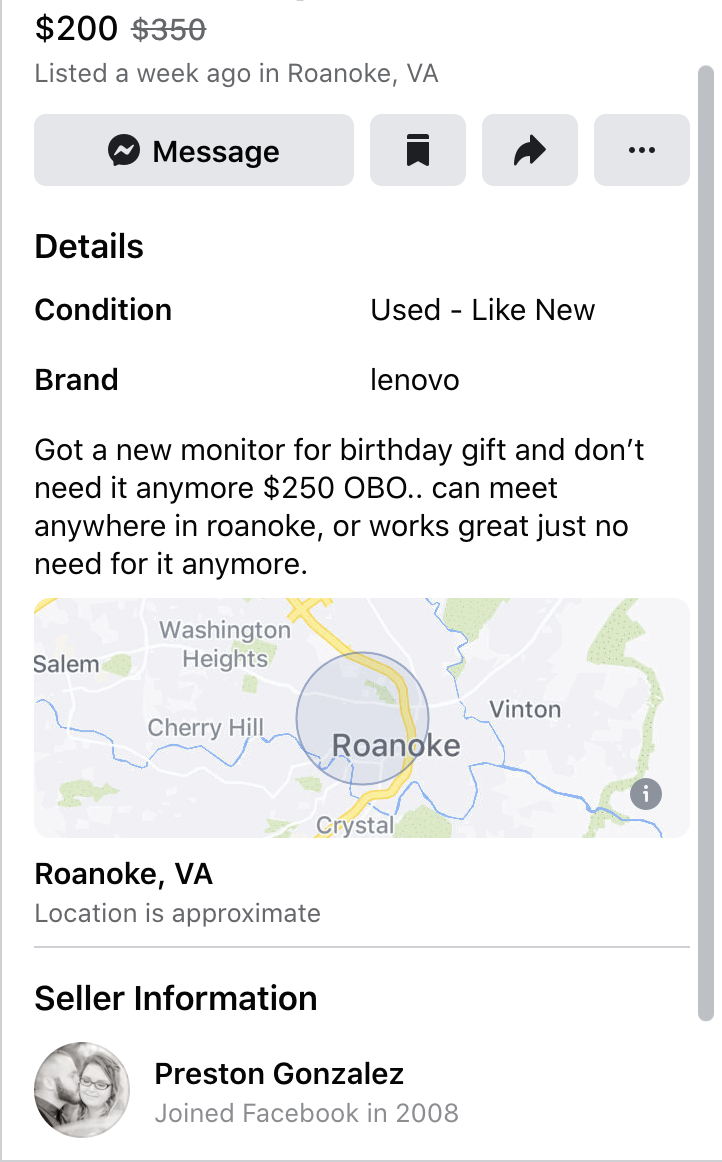 $200 $350
Listed a week ago in Roanoke, VA
Message
Details
Condition Used - Like New
Brand lenovo
Got a new monitor for birthday gift and don’t
need it anymore $250 OBO.. can meet
anywhere in roanoke, or works great just no
need for it anymore.
Washington
Heights
Salem
Vinton
Cherry Hill
Roanoke
Crystal
Roanoke, VA
Location is approximate
Seller Information
Preston Gonzalez
Joined Facebook in 2008